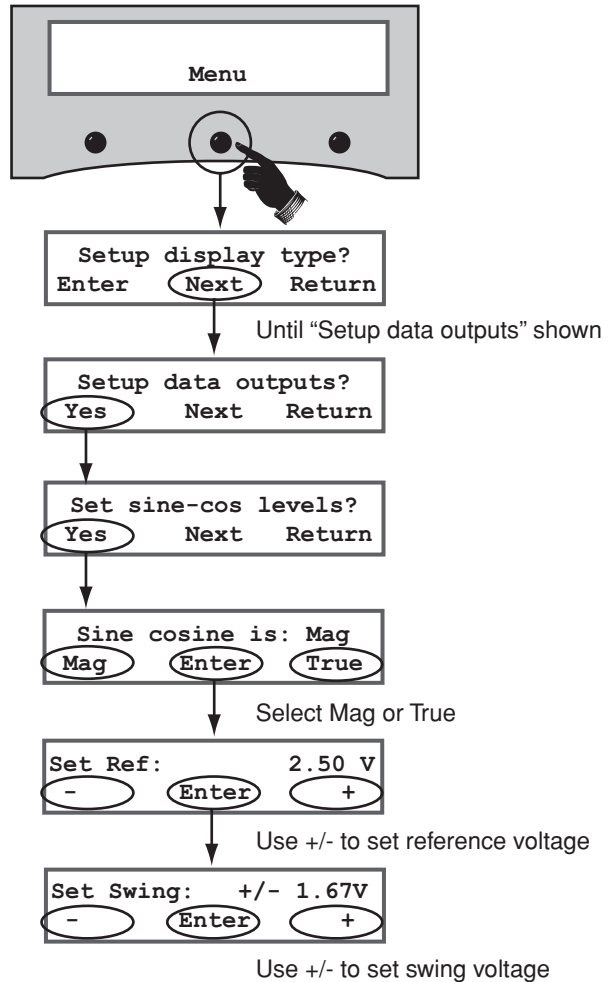 Menu
Setup display type?
Enter Next Return
Until “Setup data outputs” shown
Setup data outputs?
Yes Next Return
Set sine-cos levels?
Yes Next Return
Sine cosine is: Mag
Mag Enter True
Select Mag or True
Set Ref: 2.50 V
- Enter +
Use +/- to set reference voltage
Set Swing: +/- 1.67V
- Enter +
Use +/- to set swing voltage